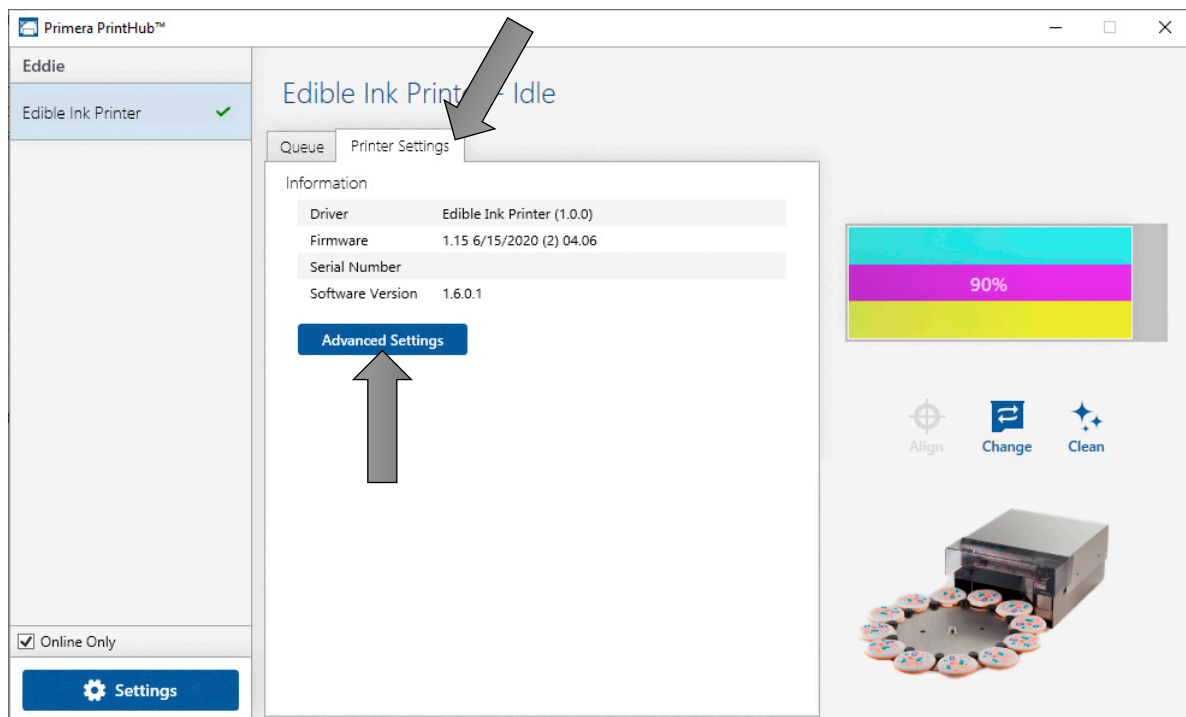 Primera PrintHub™
Eddie
Edible Ink Printer
Edible Ink Printer - Idle
Queue
Printer Settings
Information
Driver Edible Ink Printer (1.0.0)
Firmware 1.15 6/15/2020 (2) 04.06
Serial Number
Software Version 1.6.0.1
Advanced Settings
90%
Align
Change
Clean
Online Only
Settings